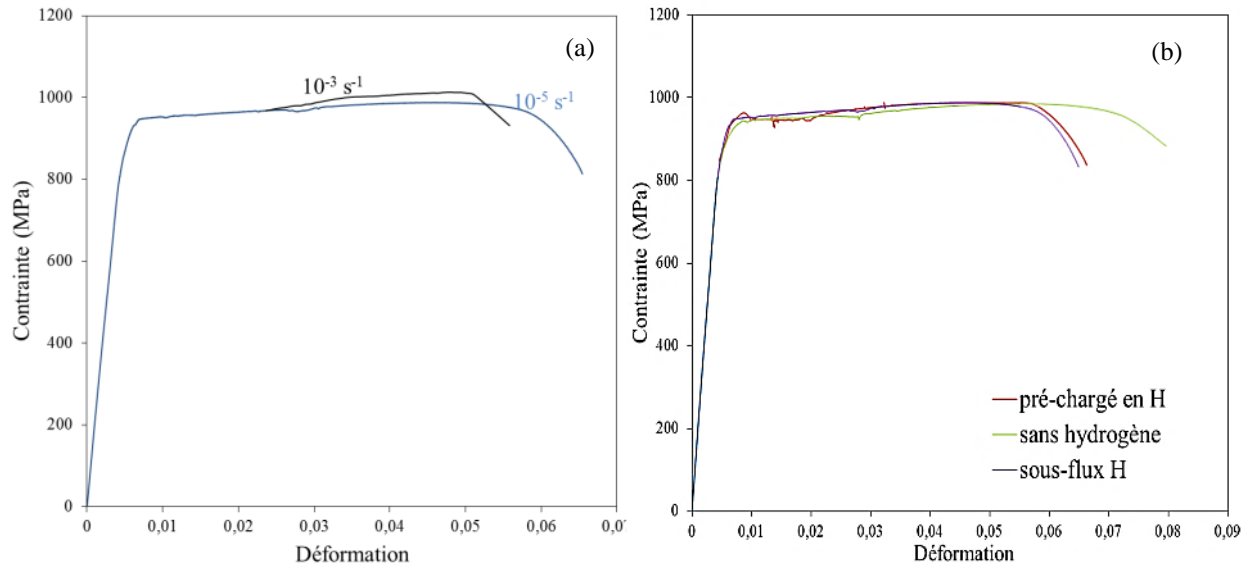 (a)
1200
1000
800
600
400
200
0
10⁻³ s⁻¹
10⁻⁵ s⁻¹
Contrainte (MPa)
0
0,01
0,02
0,03
0,04
0,05
0,06
Déformation
(b)
1200
1000
800
600
400
200
0
Contrainte (MPa)
pré-chargé en H
sans hydrogène
sous-flux H
0
0,01
0,02
0,03
0,04
0,05
0,06
0,07
0,08
0,09
Déformation